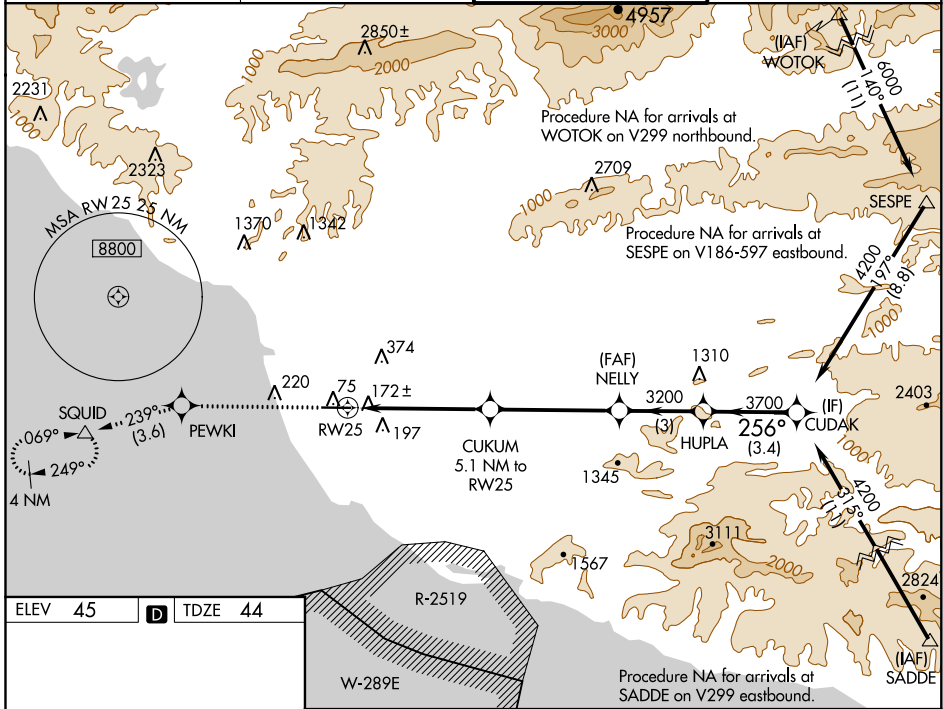 4957
3000
2850±
1000
2000
(IAF)
WOTOK
6000
140°
(11)
2231
1000
2323
Procedure NA for arrivals at
WOTOK on V299 northbound.
2709
1000
SESPE
1370
1342
MSA RW25 25 NM
8800
Procedure NA for arrivals at
SESPE on V186-597 eastbound.
4200
197°
(8.8)
1000
374
(FAF)
NELLY
1310
220
75
172±
3200
(3)
3700
256°
(3.4)
(IF)
CUDAK
2403
SQUID
239°
(3.6)
PEWKI
RW25
197
CUKUM
5.1 NM to
RW25
HUPLA
1000
069°
249°
4 NM
1345
4200
315°
(11)
3111
2000
1567
2824
R-2519
ELEV 45
D
TDZE 44
W-289E
(IAF)
SADDE
Procedure NA for arrivals at
SADDE on V299 eastbound.